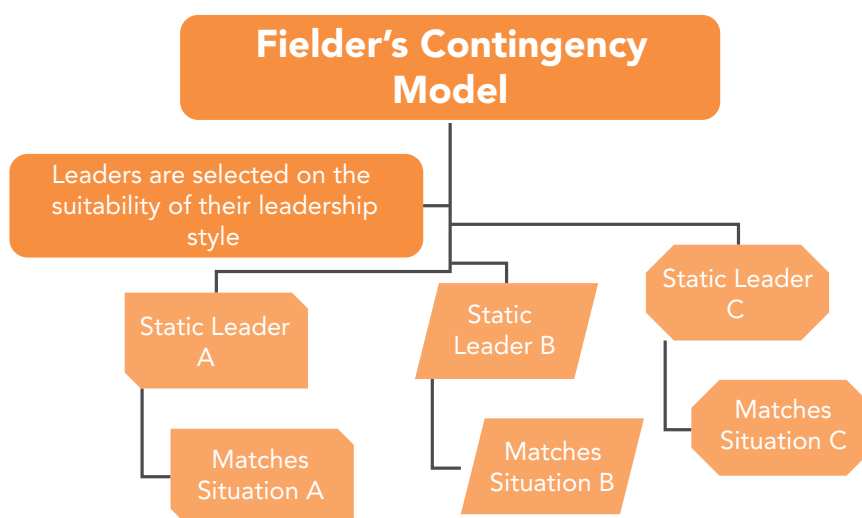 Fielder's Contingency
Model
Leaders are selected on the
suitability of their leadership
style
Static Leader
A
Static
Leader B
Static Leader
C
Matches
Situation A
Matches
Situation B
Matches
Situation C